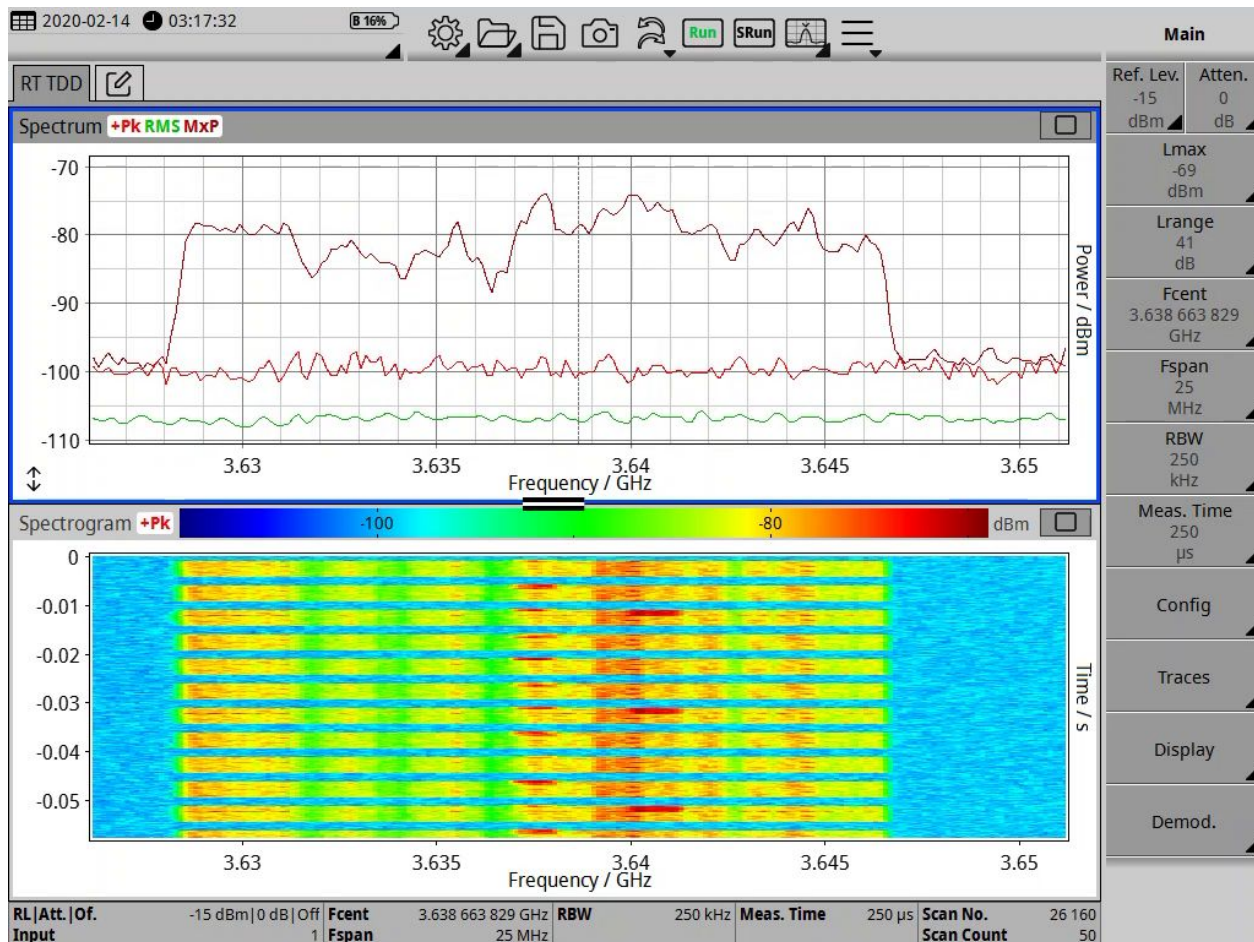 2020-02-14 03:17:32 B 16% Run SRun Main
RT TDD
Ref. Lev. Atten.
-15 0
dBm dB
Spectrum +Pk RMS MxP
Lmax
-69
dBm
Lrange
41
dB
Fcent
3.638 663 829
GHz
Fspan
25
MHz
RBW
250
kHz
Meas. Time
250
µs
Config
Traces
Display
Demod.
-70
-80
-90
-100
-110
Power / dBm
3.63 3.635 3.64 3.645 3.65
Frequency / GHz
Spectrogram +Pk -100 -80 dBm
0
-0.01
-0.02
-0.03
-0.04
-0.05
Time / s
3.63 3.635 3.64 3.645 3.65
Frequency / GHz
RL|Att.|Of. -15 dBm|0 dB|Off Fcent 3.638 663 829 GHz RBW 250 kHz Meas. Time 250 µs Scan No. 26 160
Input 1 Fspan 25 MHz Scan Count 50